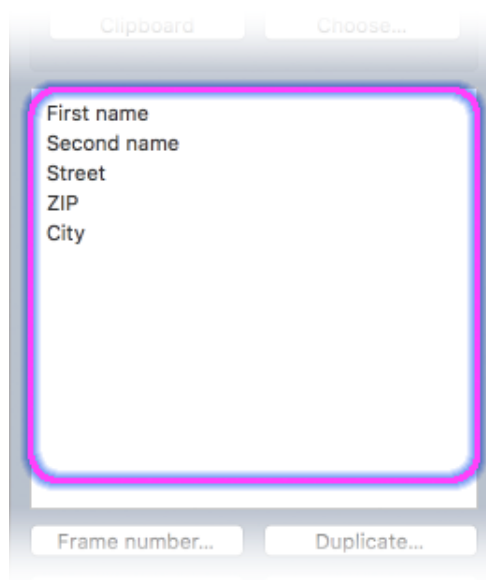 Clipboard Choose...
First name
Second name
Street
ZIP
City
Frame number... Duplicate...